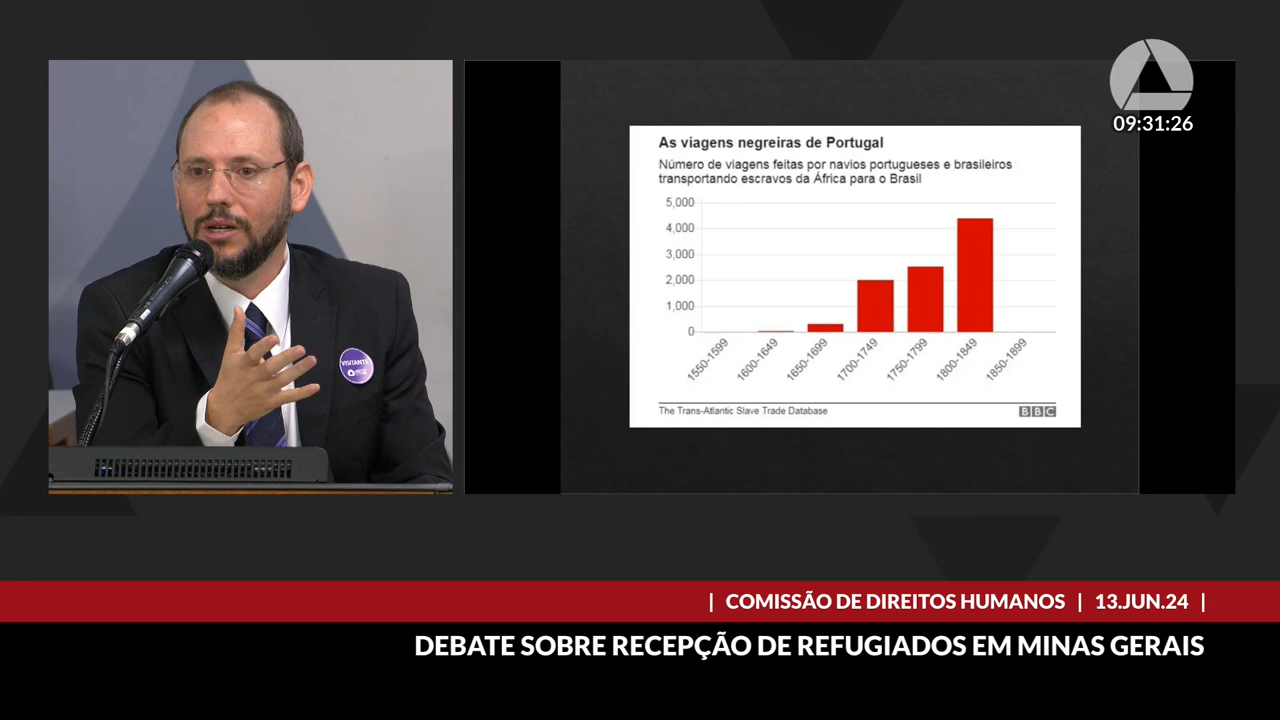 09:31:26
VISITANTE
As viagens negreiras de Portugal
Número de viagens feitas por navios portugueses e brasileiros
transportando escravos da África para o Brasil
5,000
4,000
3,000
2,000
1,000
0
1550-1599
1600-1649
1650-1699
1700-1749
1750-1799
1800-1849
1850-1899
The Trans-Atlantic Slave Trade Database
BBC
| COMISSÃO DE DIREITOS HUMANOS | 13.JUN.24 |
DEBATE SOBRE RECEPÇÃO DE REFUGIADOS EM MINAS GERAIS